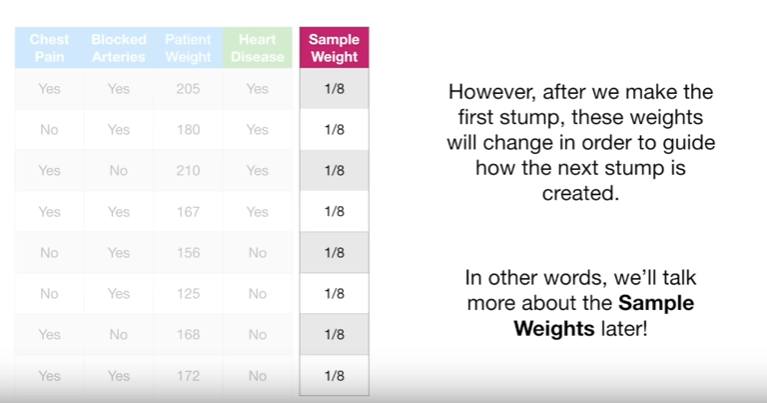 Chest Pain Blocked Arteries Patient Weight Heart Disease Sample Weight
Yes Yes 205 Yes 1/8
No Yes 180 Yes 1/8
Yes No 210 Yes 1/8
Yes Yes 167 Yes 1/8
No Yes 156 No 1/8
No Yes 125 No 1/8
Yes No 168 No 1/8
Yes Yes 172 No 1/8
However, after we make the
first stump, these weights
will change in order to guide
how the next stump is
created.
In other words, we’ll talk
more about the Sample
Weights later!